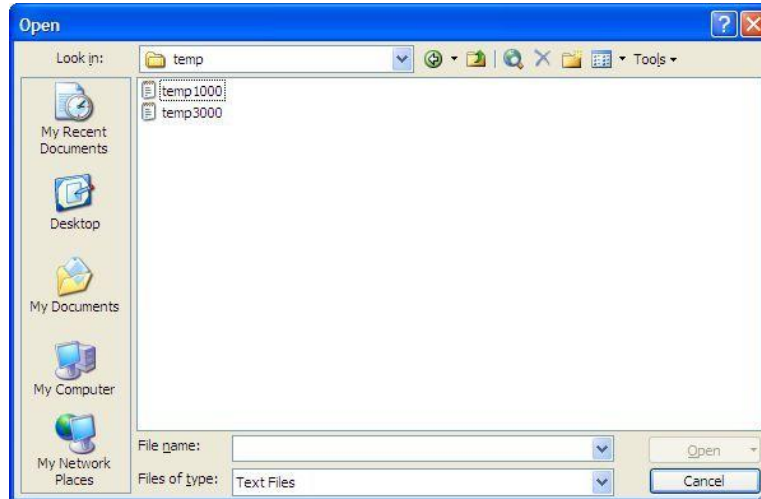 Open
Look in:
temp
Tools
temp1000
temp3000
My Recent
Documents
Desktop
My Documents
My Computer
My Network
Places
File name:
Open
Files of type:
Text Files
Cancel